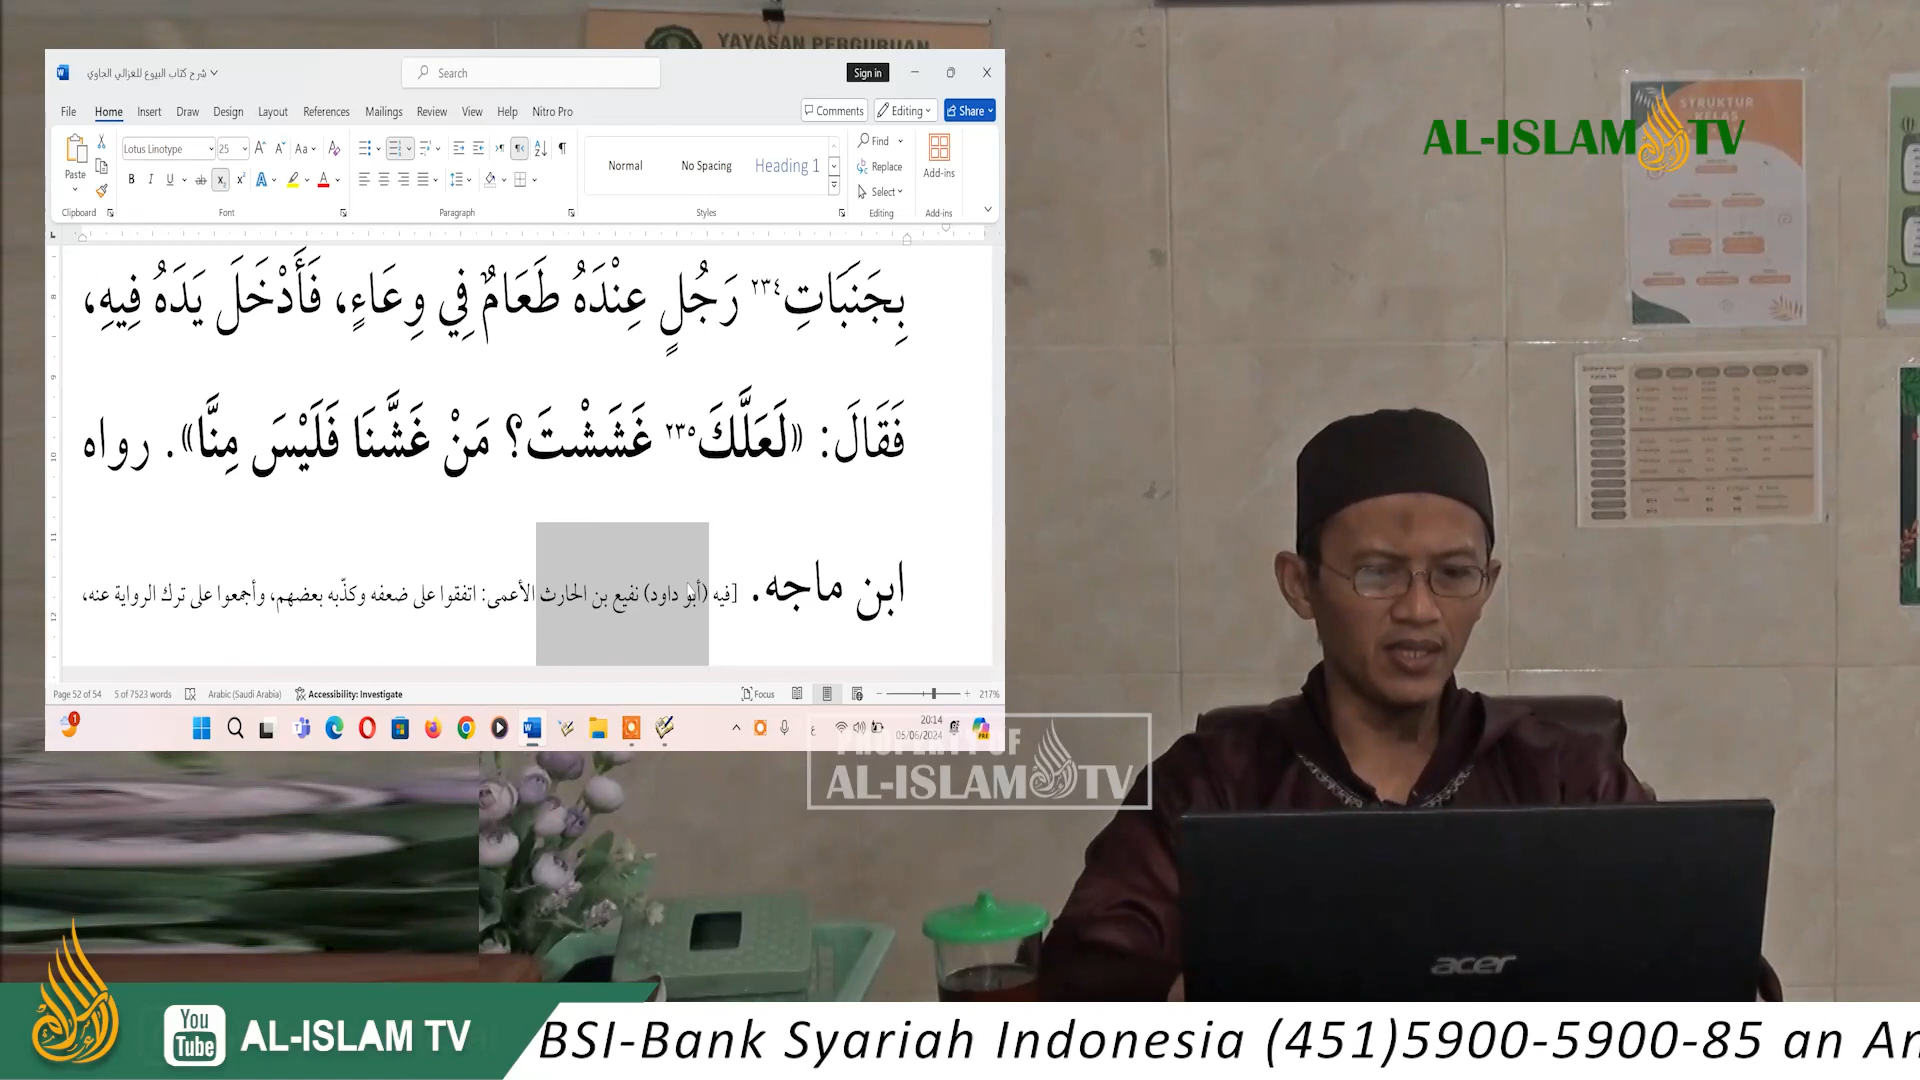 YAYASAN PERGURUAN
شرح كتاب البيوع للغزالي الجاوي
Search
Sign in
File Home Insert Draw Design Layout References Mailings Review View Help Nitro Pro
Comments Editing Share
Paste
Lotus Linotype 25
Normal No Spacing Heading 1
Find
Replace
Select
Add-ins
Clipboard Font Paragraph Styles Editing Add-ins
بِجَنَبَاتِ٢٣٤ رَجُلٍ عِنْدَهُ طَعَامٌ فِي وِعَاءٍ، فَأَدْخَلَ يَدَهُ فِيهِ،
فَقَالَ: «لَعَلَّكَ٢٣٥ غَشَشْتَ؟ مَنْ غَشَّنَا فَلَيْسَ مِنَّا». رواه
ابن ماجه. [فيه (أبو داود) نفيع بن الحارث الأعمى: اتفقوا على ضعفه وكذّبه بعضهم، وأجمعوا على ترك الرواية عنه،
Page 52 of 54 5 of 7523 words Arabic (Saudi Arabia) Accessibility: Investigate Focus 217%
20:14
05/06/2024
STRUKTUR
KELAS
AL-ISLAM TV
PROPERTY OF
AL-ISLAM TV
acer
You
Tube
AL-ISLAM TV
BSI-Bank Syariah Indonesia (451)5900-5900-85 an